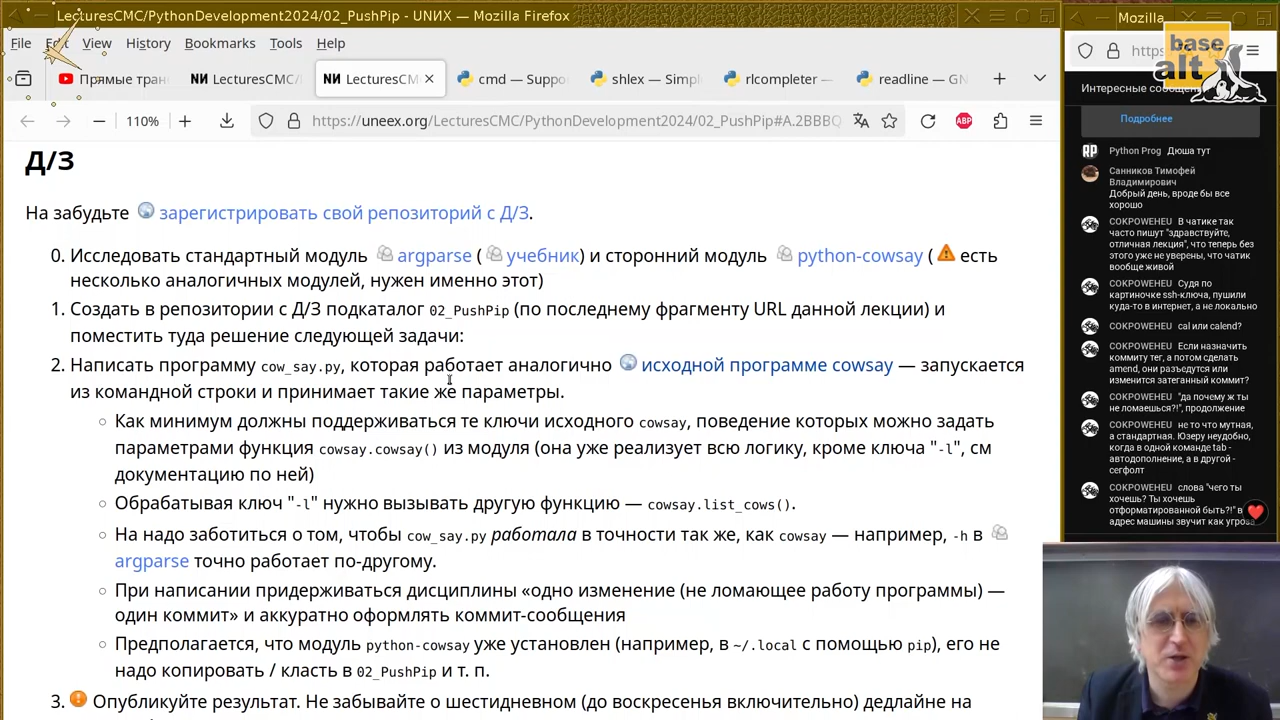 LecturesCMC/PythonDevelopment2024/02_PushPip - UNИX — Mozilla Firefox
File Edit View History Bookmarks Tools Help
Прямые тран
LecturesCMC/
LecturesCM
cmd — Suppo
shlex — Simpl
rlcompleter —
readline — GN
110%
https://uneex.org/LecturesCMC/PythonDevelopment2024/02_PushPip#A.2BBBQ
ABP
Д/З
На забудьте зарегистрировать свой репозиторий с Д/З.
0. Исследовать стандартный модуль argparse ( учебник) и сторонний модуль python-cowsay ( есть
несколько аналогичных модулей, нужен именно этот)
1. Создать в репозитории с Д/З подкаталог 02_PushPip (по последнему фрагменту URL данной лекции) и
поместить туда решение следующей задачи:
2. Написать программу cow_say.py, которая работает аналогично исходной программе cowsay — запускается
из командной строки и принимает такие же параметры.
Как минимум должны поддерживаться те ключи исходного cowsay, поведение которых можно задать
параметрами функция cowsay.cowsay() из модуля (она уже реализует всю логику, кроме ключа "-l", см
документацию по ней)
Обрабатывая ключ "-l" нужно вызывать другую функцию — cowsay.list_cows().
На надо заботиться о том, чтобы cow_say.py работала в точности так же, как cowsay — например, -h в
argparse точно работает по-другому.
При написании придерживаться дисциплины «одно изменение (не ломающее работу программы) —
один коммит» и аккуратно оформлять коммит-сообщения
Предполагается, что модуль python-cowsay уже установлен (например, в ~/.local с помощью pip), его не
надо копировать / класть в 02_PushPip и т. п.
3. Опубликуйте результат. Не забывайте о шестидневном (до воскресенья включительно) дедлайне на
Mozilla
https
base
alt
Интересные сообщен
Подробнее
RP Python Prog Дюша тут
Санников Тимофей
Владимирович
Добрый день, вроде бы все
хорошо
COKPOWEHEU В чатике так
часто пишут "здравствуйте,
отличная лекция", что теперь без
этого уже не уверены, что чатик
вообще живой
COKPOWEHEU Судя по
картиночке ssh-ключа, пушили
куда-то в интернет, а не локально
COKPOWEHEU cal или calend?
COKPOWEHEU Если назначить
коммиту тег, а потом сделать
amend, они разъедутся или
изменится затеганный коммит?
COKPOWEHEU "да почему ж ты
не ломаешься?!", продолжение
COKPOWEHEU не то что мутная,
а стандартная. Юзеру неудобно,
когда в одной команде tab -
автодополнение, а в другой -
сегфолт
COKPOWEHEU слова "чего ты
хочешь? Ты хочешь
отформатированной быть?!" в
адрес машины звучит как угроза